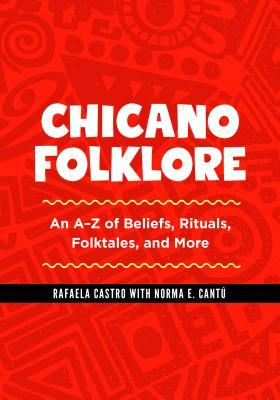 CHICANO
FOLKLORE
An A–Z of Beliefs, Rituals,
Folktales, and More
RAFAELA CASTRO WITH NORMA E. CANTÚ